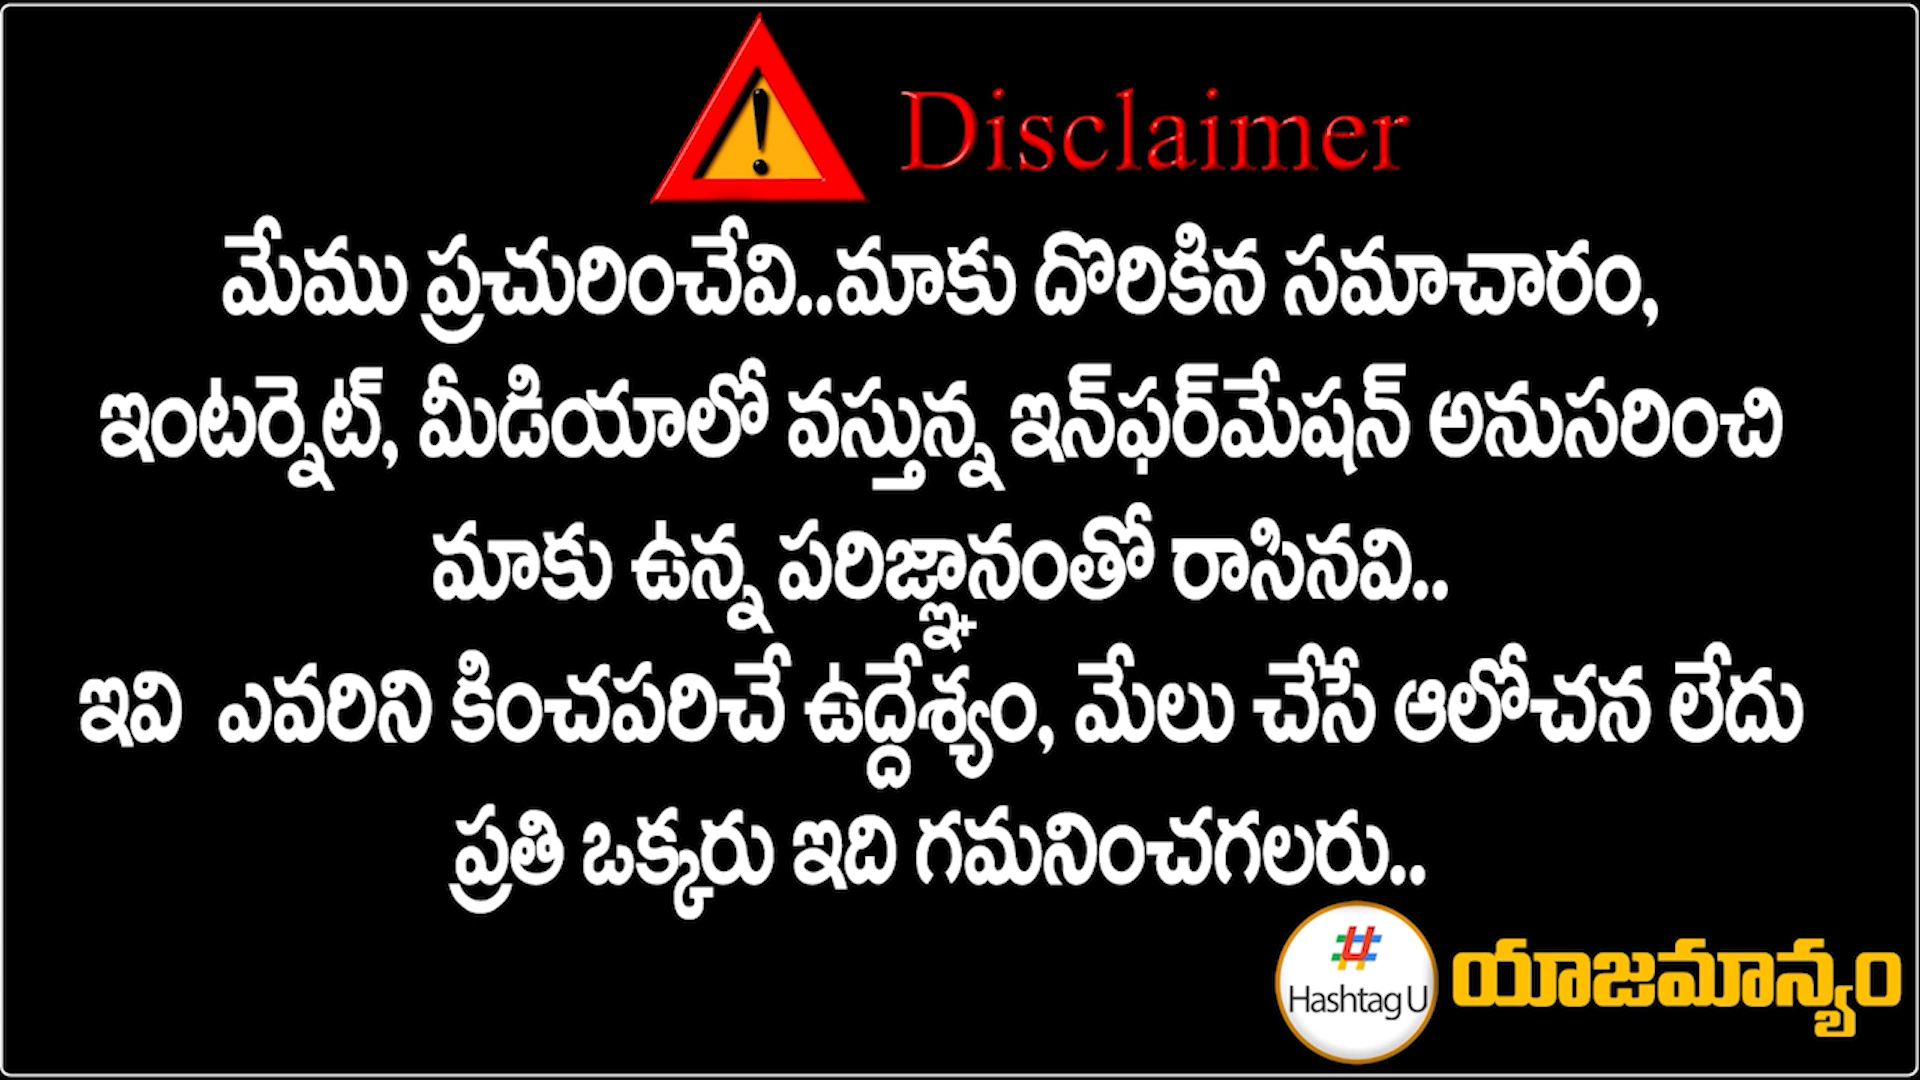 Disclaimer
మేము ప్రచురించేవి..మాకు దొరికిన సమాచారం,
ఇంటర్నెట్, మీడియాలో వస్తున్న ఇన్‌ఫర్‌మేషన్ అనుసరించి
మాకు ఉన్న పరిజ్ఞానంతో రాసినవి..
ఇవి ఎవరిని కించపరిచే ఉద్దేశ్యం, మేలు చేసే ఆలోచన లేదు
ప్రతి ఒక్కరు ఇది గమనించగలరు..
Hashtag U
యాజమాన్యం